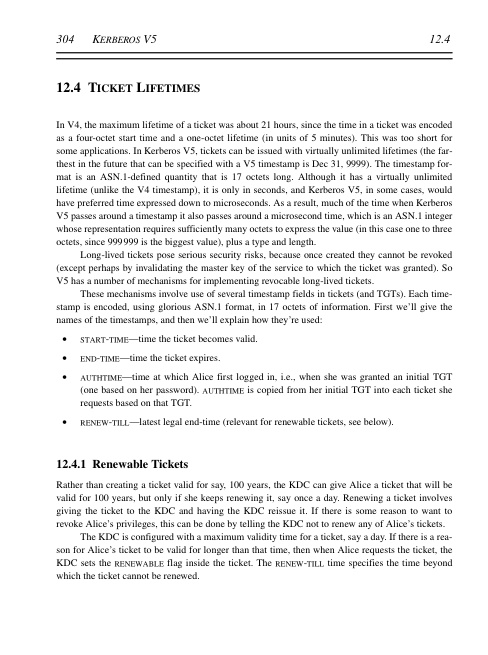 304 KERBEROS V5 12.4
12.4 TICKET LIFETIMES
In V4, the maximum lifetime of a ticket was about 21 hours, since the time in a ticket was encoded
as a four-octet start time and a one-octet lifetime (in units of 5 minutes). This was too short for
some applications. In Kerberos V5, tickets can be issued with virtually unlimited lifetimes (the far-
thest in the future that can be specified with a V5 timestamp is Dec 31, 9999). The timestamp for-
mat is an ASN.1-defined quantity that is 17 octets long. Although it has a virtually unlimited
lifetime (unlike the V4 timestamp), it is only in seconds, and Kerberos V5, in some cases, would
have preferred time expressed down to microseconds. As a result, much of the time when Kerberos
V5 passes around a timestamp it also passes around a microsecond time, which is an ASN.1 integer
whose representation requires sufficiently many octets to express the value (in this case one to three
octets, since 999999 is the biggest value), plus a type and length.
Long-lived tickets pose serious security risks, because once created they cannot be revoked
(except perhaps by invalidating the master key of the service to which the ticket was granted). So
V5 has a number of mechanisms for implementing revocable long-lived tickets.
These mechanisms involve use of several timestamp fields in tickets (and TGTs). Each time-
stamp is encoded, using glorious ASN.1 format, in 17 octets of information. First we'll give the
names of the timestamps, and then we'll explain how they're used:
• START-TIME—time the ticket becomes valid.
• END-TIME—time the ticket expires.
• AUTHTIME—time at which Alice first logged in, i.e., when she was granted an initial TGT
(one based on her password). AUTHTIME is copied from her initial TGT into each ticket she
requests based on that TGT.
• RENEW-TILL—latest legal end-time (relevant for renewable tickets, see below).
12.4.1 Renewable Tickets
Rather than creating a ticket valid for say, 100 years, the KDC can give Alice a ticket that will be
valid for 100 years, but only if she keeps renewing it, say once a day. Renewing a ticket involves
giving the ticket to the KDC and having the KDC reissue it. If there is some reason to want to
revoke Alice's privileges, this can be done by telling the KDC not to renew any of Alice's tickets.
The KDC is configured with a maximum validity time for a ticket, say a day. If there is a rea-
son for Alice's ticket to be valid for longer than that time, then when Alice requests the ticket, the
KDC sets the RENEWABLE flag inside the ticket. The RENEW-TILL time specifies the time beyond
which the ticket cannot be renewed.